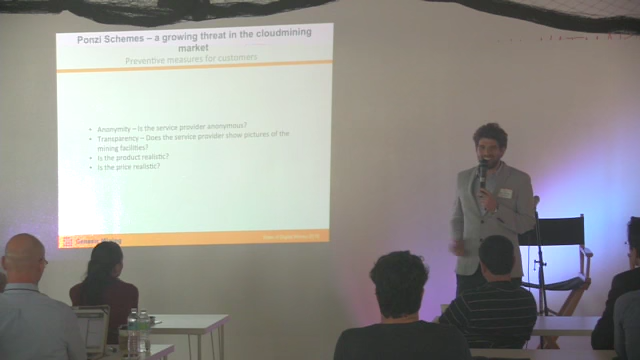 Ponzi Schemes – a growing threat in the cloudmining
market
Preventive measures for customers
• Anonymity – Is the service provider anonymous?
• Transparency – Does the service provider show pictures of the
mining facilities?
• Is the product realistic?
• Is the price realistic?
Genesis Mining